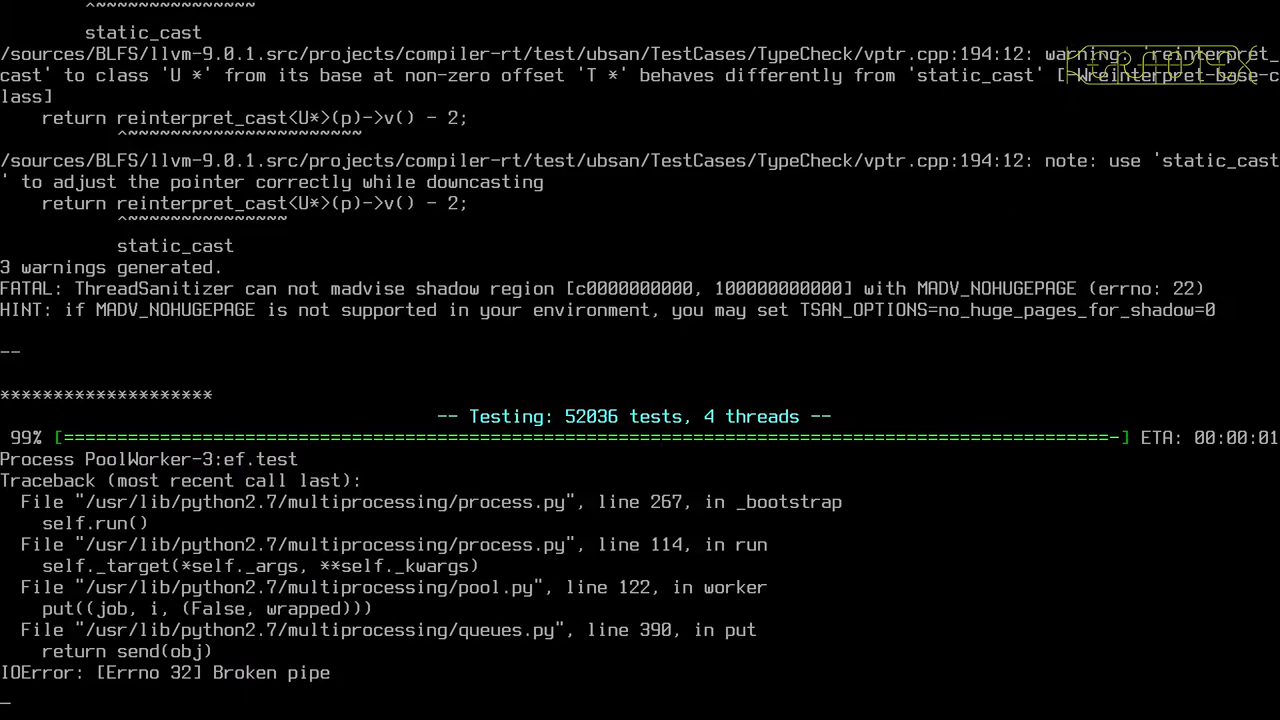 ^~~~~~~~~~~~~~~~
static_cast
/sources/BLFS/llvm-9.0.1.src/projects/compiler-rt/test/ubsan/TestCases/TypeCheck/vptr.cpp:194:12: warning: 'reinterpret_
cast' to class 'U *' from its base at non-zero offset 'T *' behaves differently from 'static_cast' [-Wreinterpret-base-c
lass]
return reinterpret_cast<U*>(p)->v() - 2;
^~~~~~~~~~~~~~~~~~~~~~~
/sources/BLFS/llvm-9.0.1.src/projects/compiler-rt/test/ubsan/TestCases/TypeCheck/vptr.cpp:194:12: note: use 'static_cast
' to adjust the pointer correctly while downcasting
return reinterpret_cast<U*>(p)->v() - 2;
^~~~~~~~~~~~~~~~
static_cast
3 warnings generated.
FATAL: ThreadSanitizer can not madvise shadow region [c0000000000, 100000000000] with MADV_NOHUGEPAGE (errno: 22)
HINT: if MADV_NOHUGEPAGE is not supported in your environment, you may set TSAN_OPTIONS=no_huge_pages_for_shadow=0
--
********************
-- Testing: 52036 tests, 4 threads --
99% [===================================================================================================-] ETA: 00:00:01
Process PoolWorker-3:ef.test
Traceback (most recent call last):
File "/usr/lib/python2.7/multiprocessing/process.py", line 267, in _bootstrap
self.run()
File "/usr/lib/python2.7/multiprocessing/process.py", line 114, in run
self._target(*self._args, **self._kwargs)
File "/usr/lib/python2.7/multiprocessing/pool.py", line 122, in worker
put((job, i, (False, wrapped)))
File "/usr/lib/python2.7/multiprocessing/queues.py", line 390, in put
return send(obj)
IOError: [Errno 32] Broken pipe
_